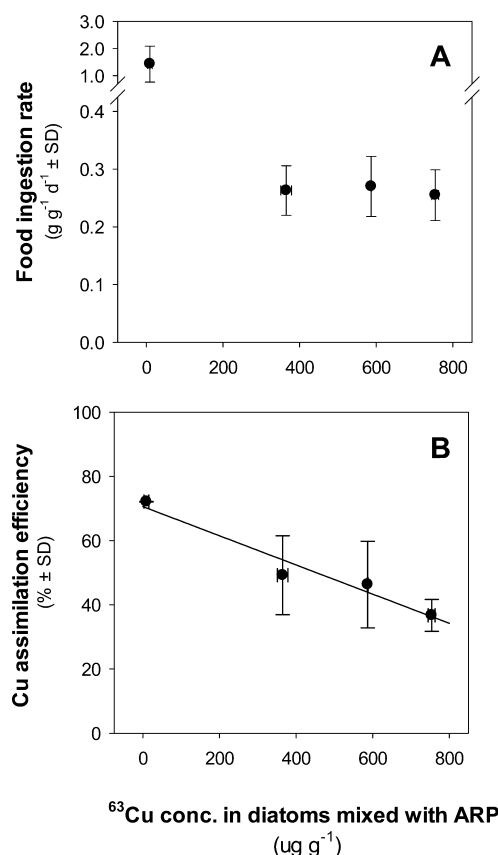 A
3.0
2.0
1.0
0.4
0.3
0.2
0.1
0.0
Food ingestion rate
(g g⁻¹ d⁻¹ ± SD)
0 200 400 600 800
B
100
80
60
40
20
0
Cu assimilation efficiency
(% ± SD)
0 200 400 600 800
⁶³Cu conc. in diatoms mixed with ARP
(ug g⁻¹)